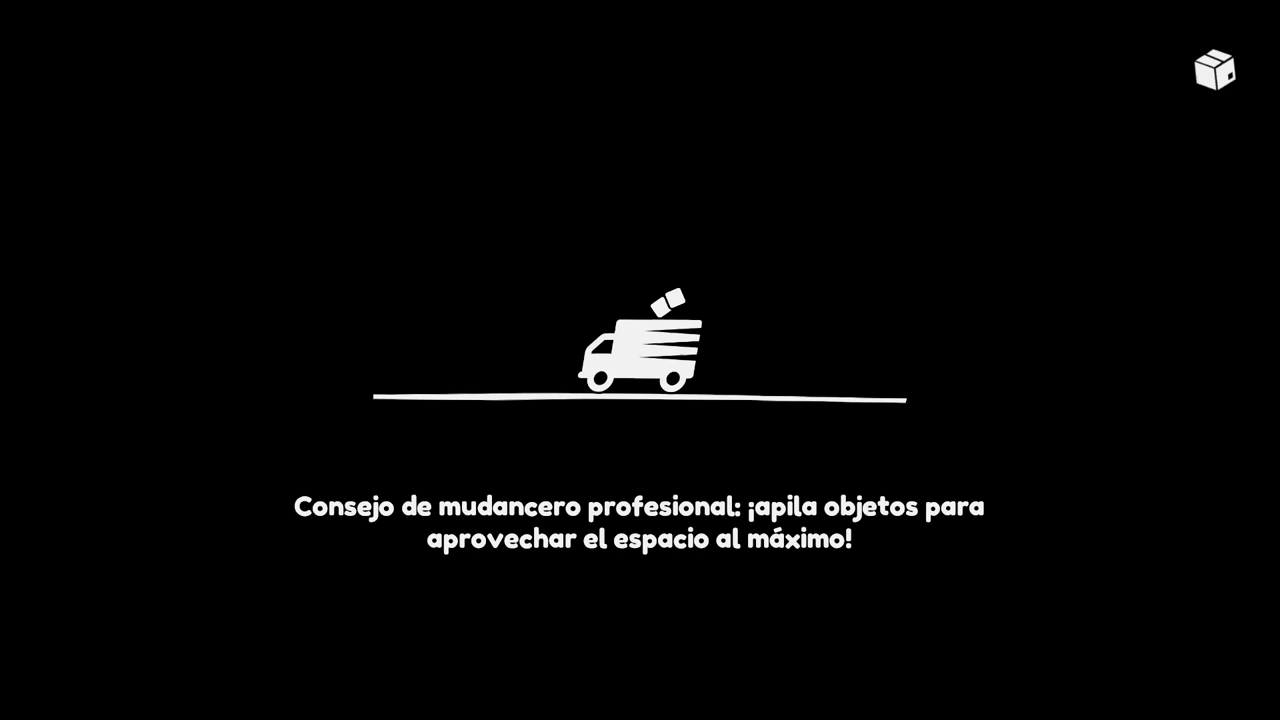 Consejo de mudancero profesional: ¡apila objetos para
aprovechar el espacio al máximo!